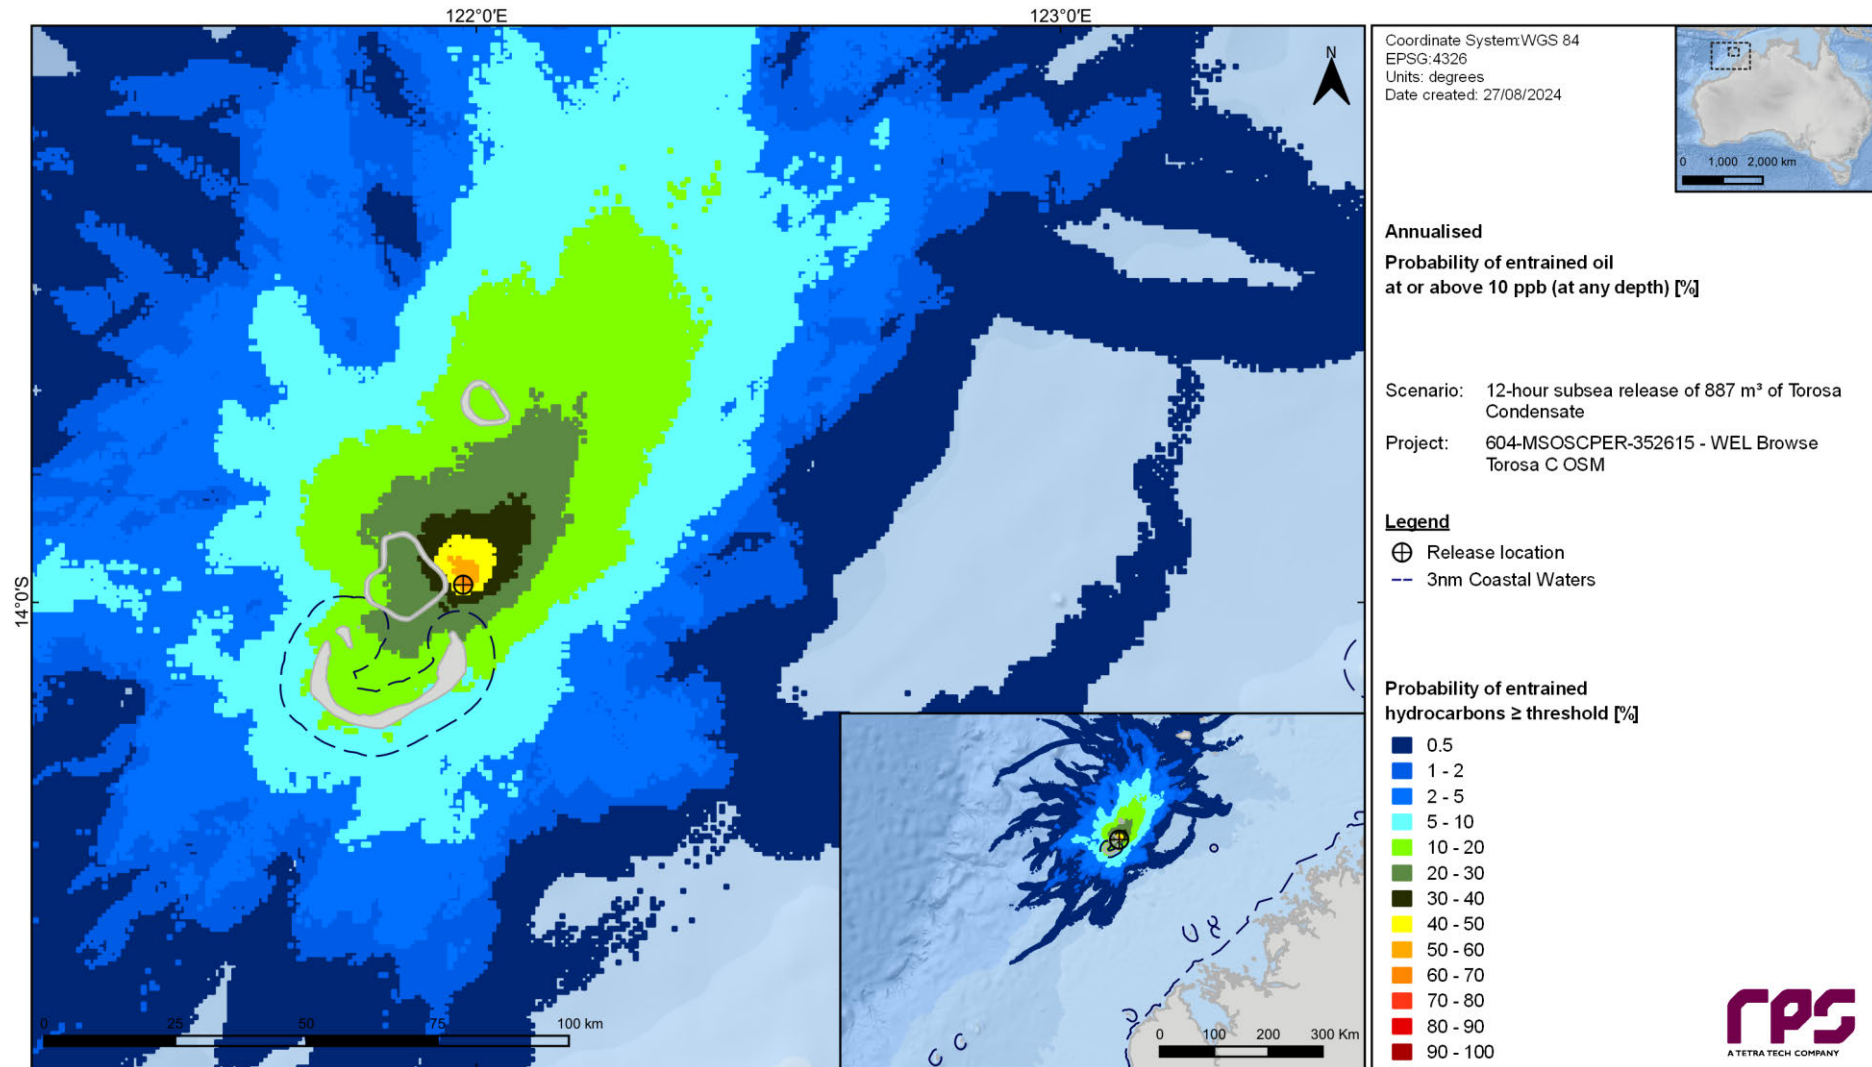 122°0′E
123°0′E
14°0′S
N
0 25 50 75 100 km
0 100 200 300 Km
Coordinate System:WGS 84
EPSG:4326
Units: degrees
Date created: 27/08/2024
0 1,000 2,000 km
Annualised
Probability of entrained oil
at or above 10 ppb (at any depth) [%]
Scenario: 12-hour subsea release of 887 m³ of Torosa
Condensate
Project: 604-MSOSCPER-352615 - WEL Browse
Torosa C OSM
Legend
Release location
3nm Coastal Waters
Probability of entrained
hydrocarbons ≥ threshold [%]
0.5
1 - 2
2 - 5
5 - 10
10 - 20
20 - 30
30 - 40
40 - 50
50 - 60
60 - 70
70 - 80
80 - 90
90 - 100
rps
A TETRA TECH COMPANY